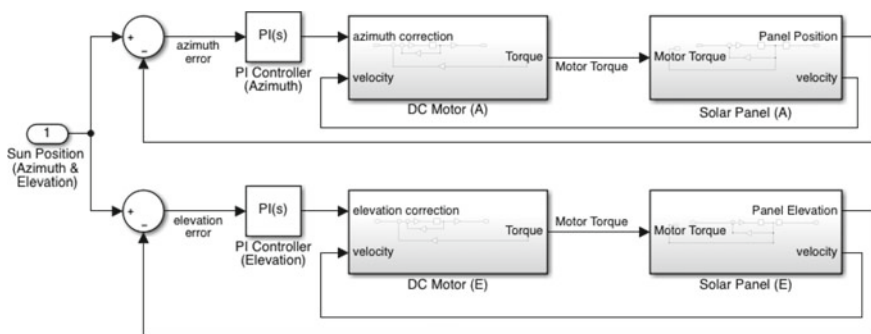 azimuth
error
PI(s)
PI Controller
(Azimuth)
azimuth correction
velocity
Torque
DC Motor (A)
Motor Torque
Motor Torque
Panel Position
velocity
Solar Panel (A)
1
Sun Position
(Azimuth &
Elevation)
elevation
error
PI(s)
PI Controller
(Elevation)
elevation correction
velocity
Torque
DC Motor (E)
Motor Torque
Motor Torque
Panel Elevation
velocity
Solar Panel (E)